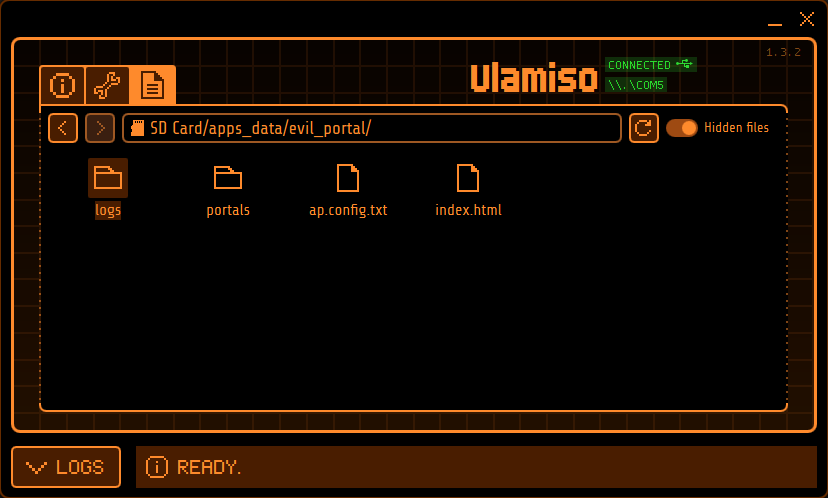 1.3.2
Ulamiso
CONNECTED
\\.\COM5
SD Card/apps_data/evil_portal/
Hidden files
logs
portals
ap.config.txt
index.html
LOGS
READY.